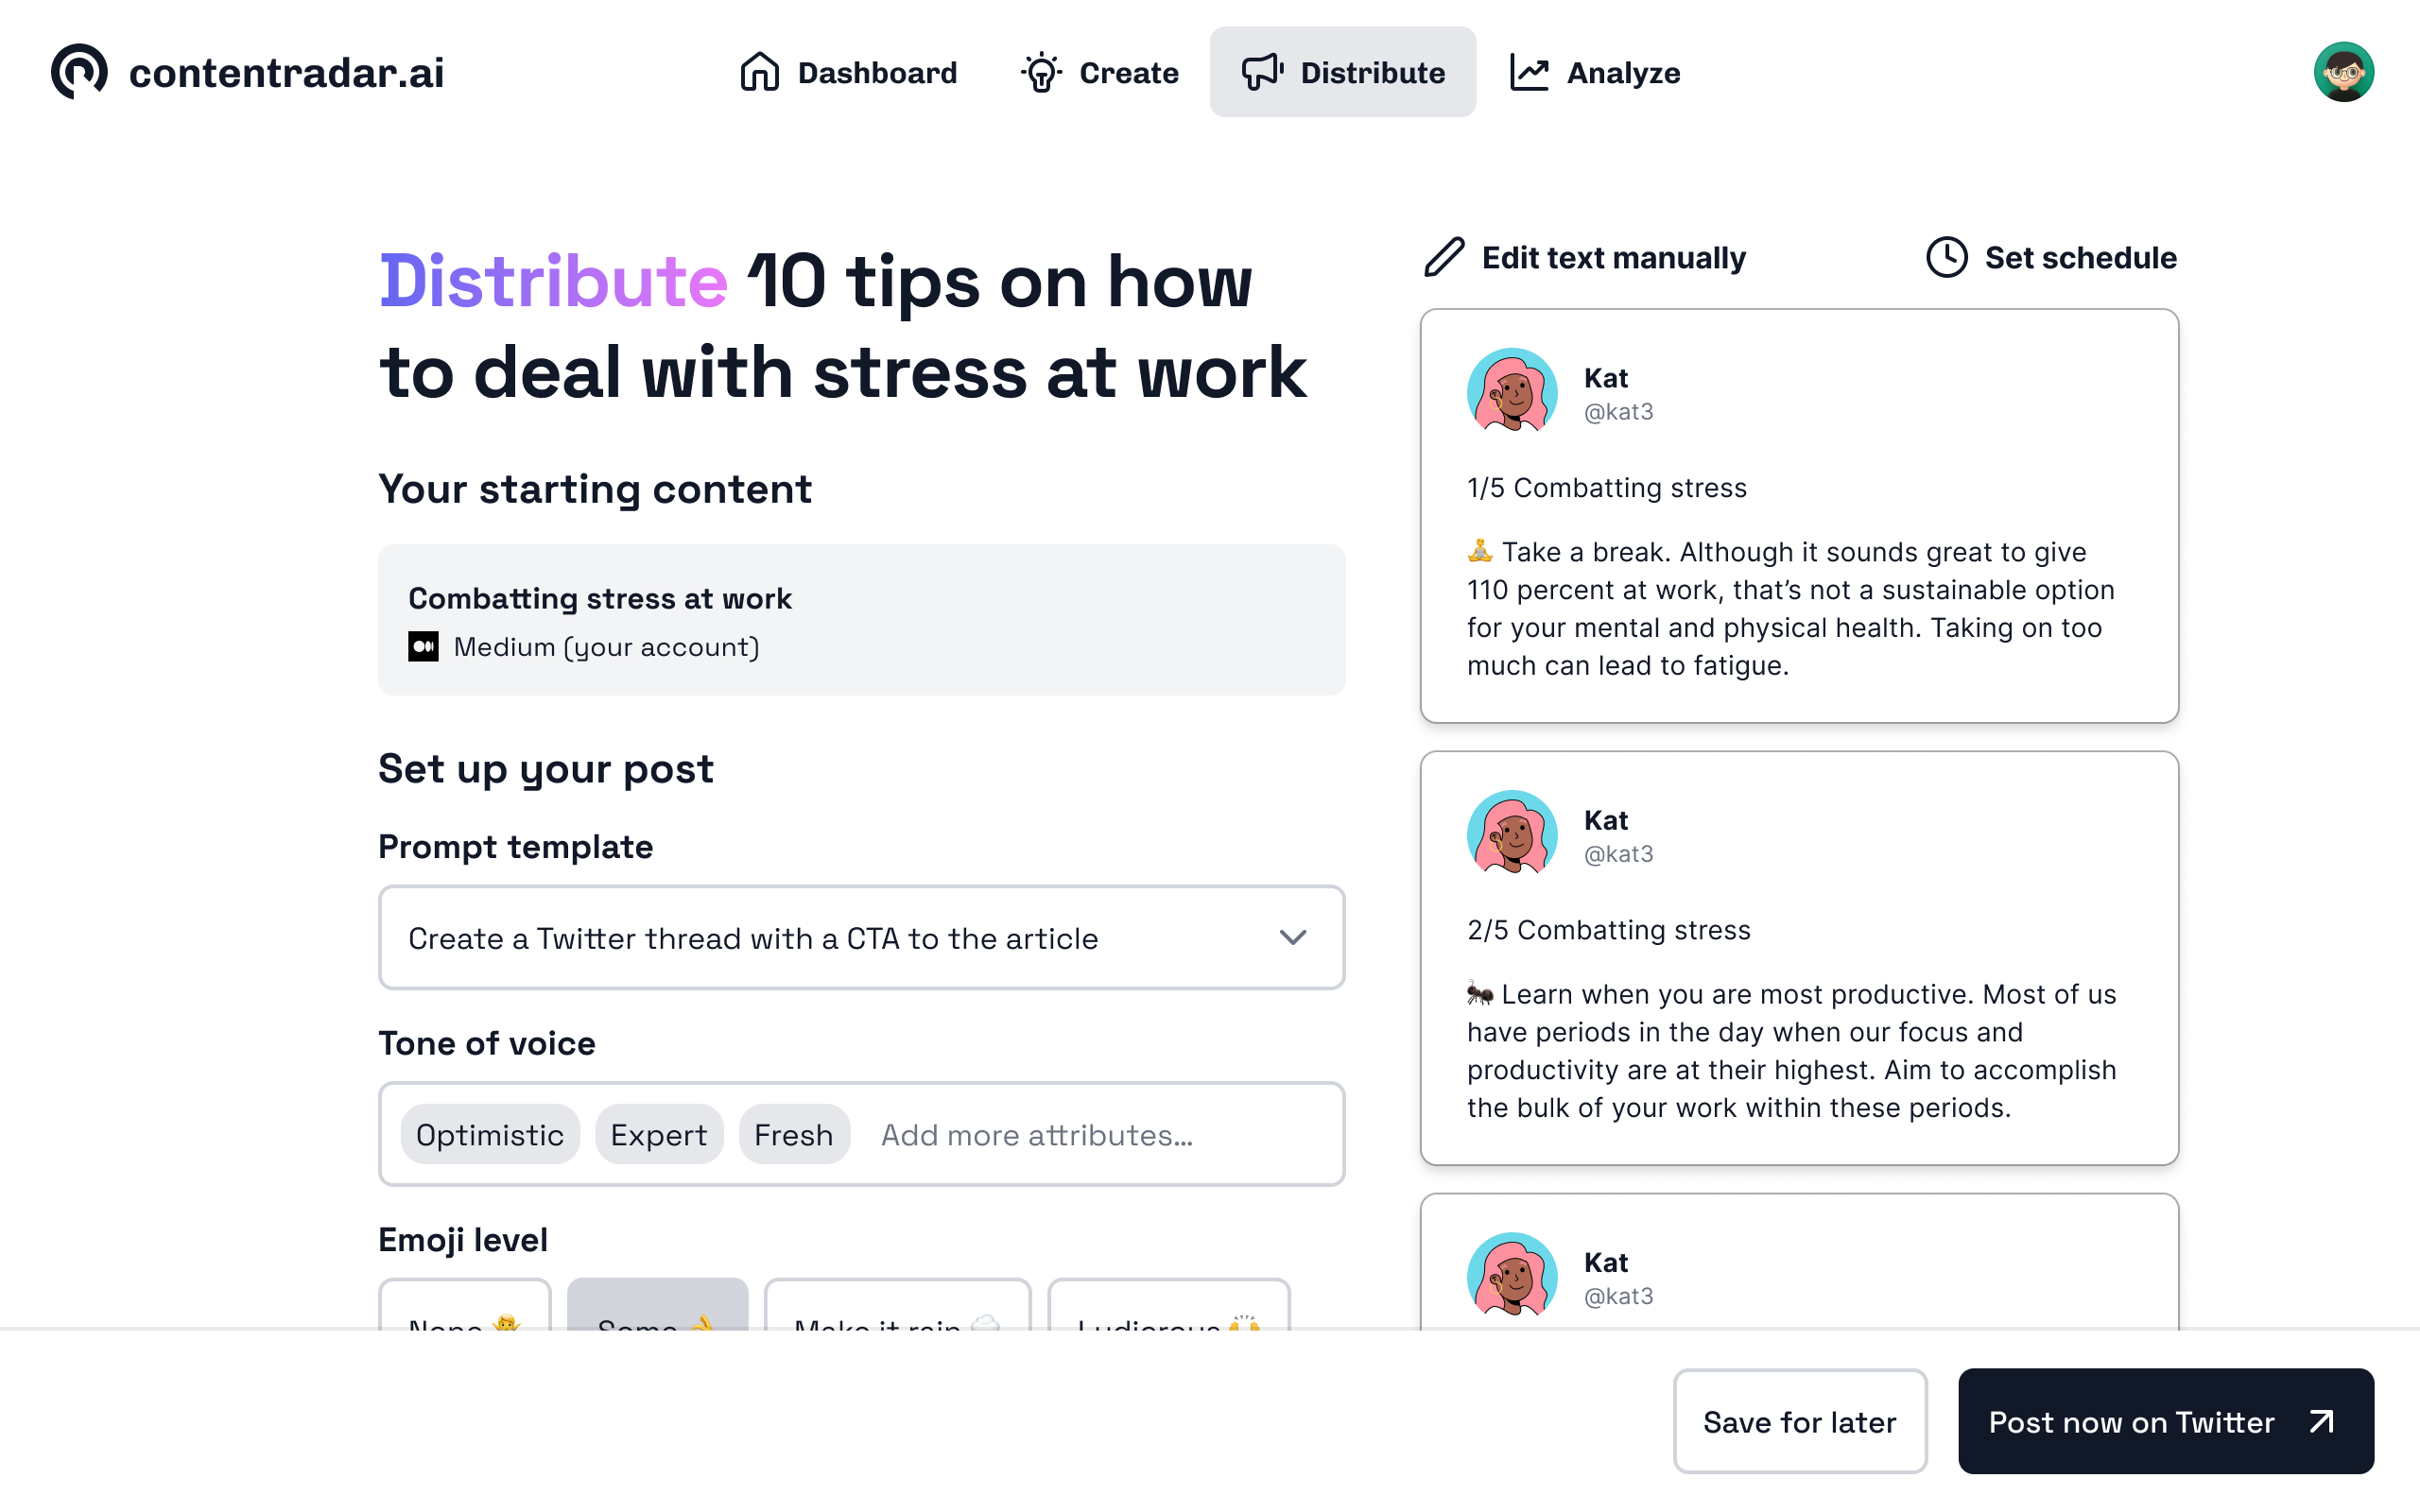 contentradar.ai
Dashboard
Create
Distribute
Analyze
Distribute 10 tips on how
to deal with stress at work
Your starting content
Combatting stress at work
Medium (your account)
Set up your post
Prompt template
Create a Twitter thread with a CTA to the article
Tone of voice
Optimistic
Expert
Fresh
Add more attributes...
Emoji level
None 
Some 👌
Make it rain 
Ludicrous 🙌
Edit text manually
Set schedule
Kat
@kat3
1/5 Combatting stress
🧘 Take a break. Although it sounds great to give
110 percent at work, that’s not a sustainable option
for your mental and physical health. Taking on too
much can lead to fatigue.
Kat
@kat3
2/5 Combatting stress
🐜 Learn when you are most productive. Most of us
have periods in the day when our focus and
productivity are at their highest. Aim to accomplish
the bulk of your work within these periods.
Kat
@kat3
Save for later
Post now on Twitter